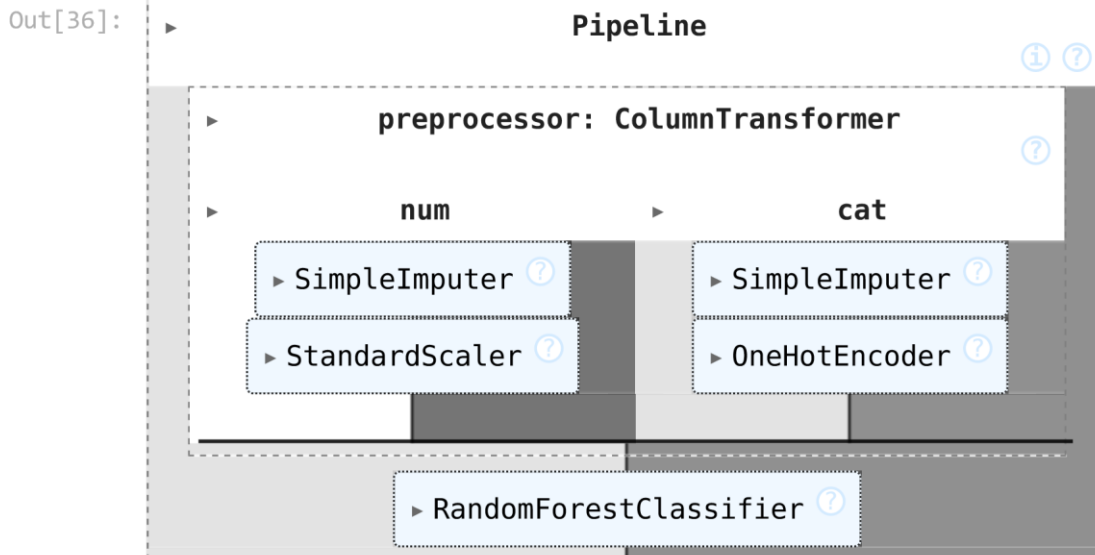 Out[36]:
Pipeline
i ?
preprocessor: ColumnTransformer
?
num cat
SimpleImputer ? SimpleImputer ?
StandardScaler ? OneHotEncoder ?
RandomForestClassifier ?